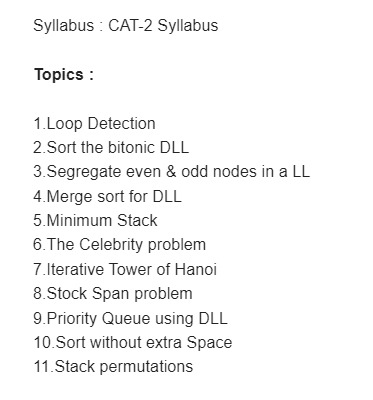 Syllabus : CAT-2 Syllabus
Topics :
1.Loop Detection
2.Sort the bitonic DLL
3.Segregate even & odd nodes in a LL
4.Merge sort for DLL
5.Minimum Stack
6.The Celebrity problem
7.Iterative Tower of Hanoi
8.Stock Span problem
9.Priority Queue using DLL
10.Sort without extra Space
11.Stack permutations